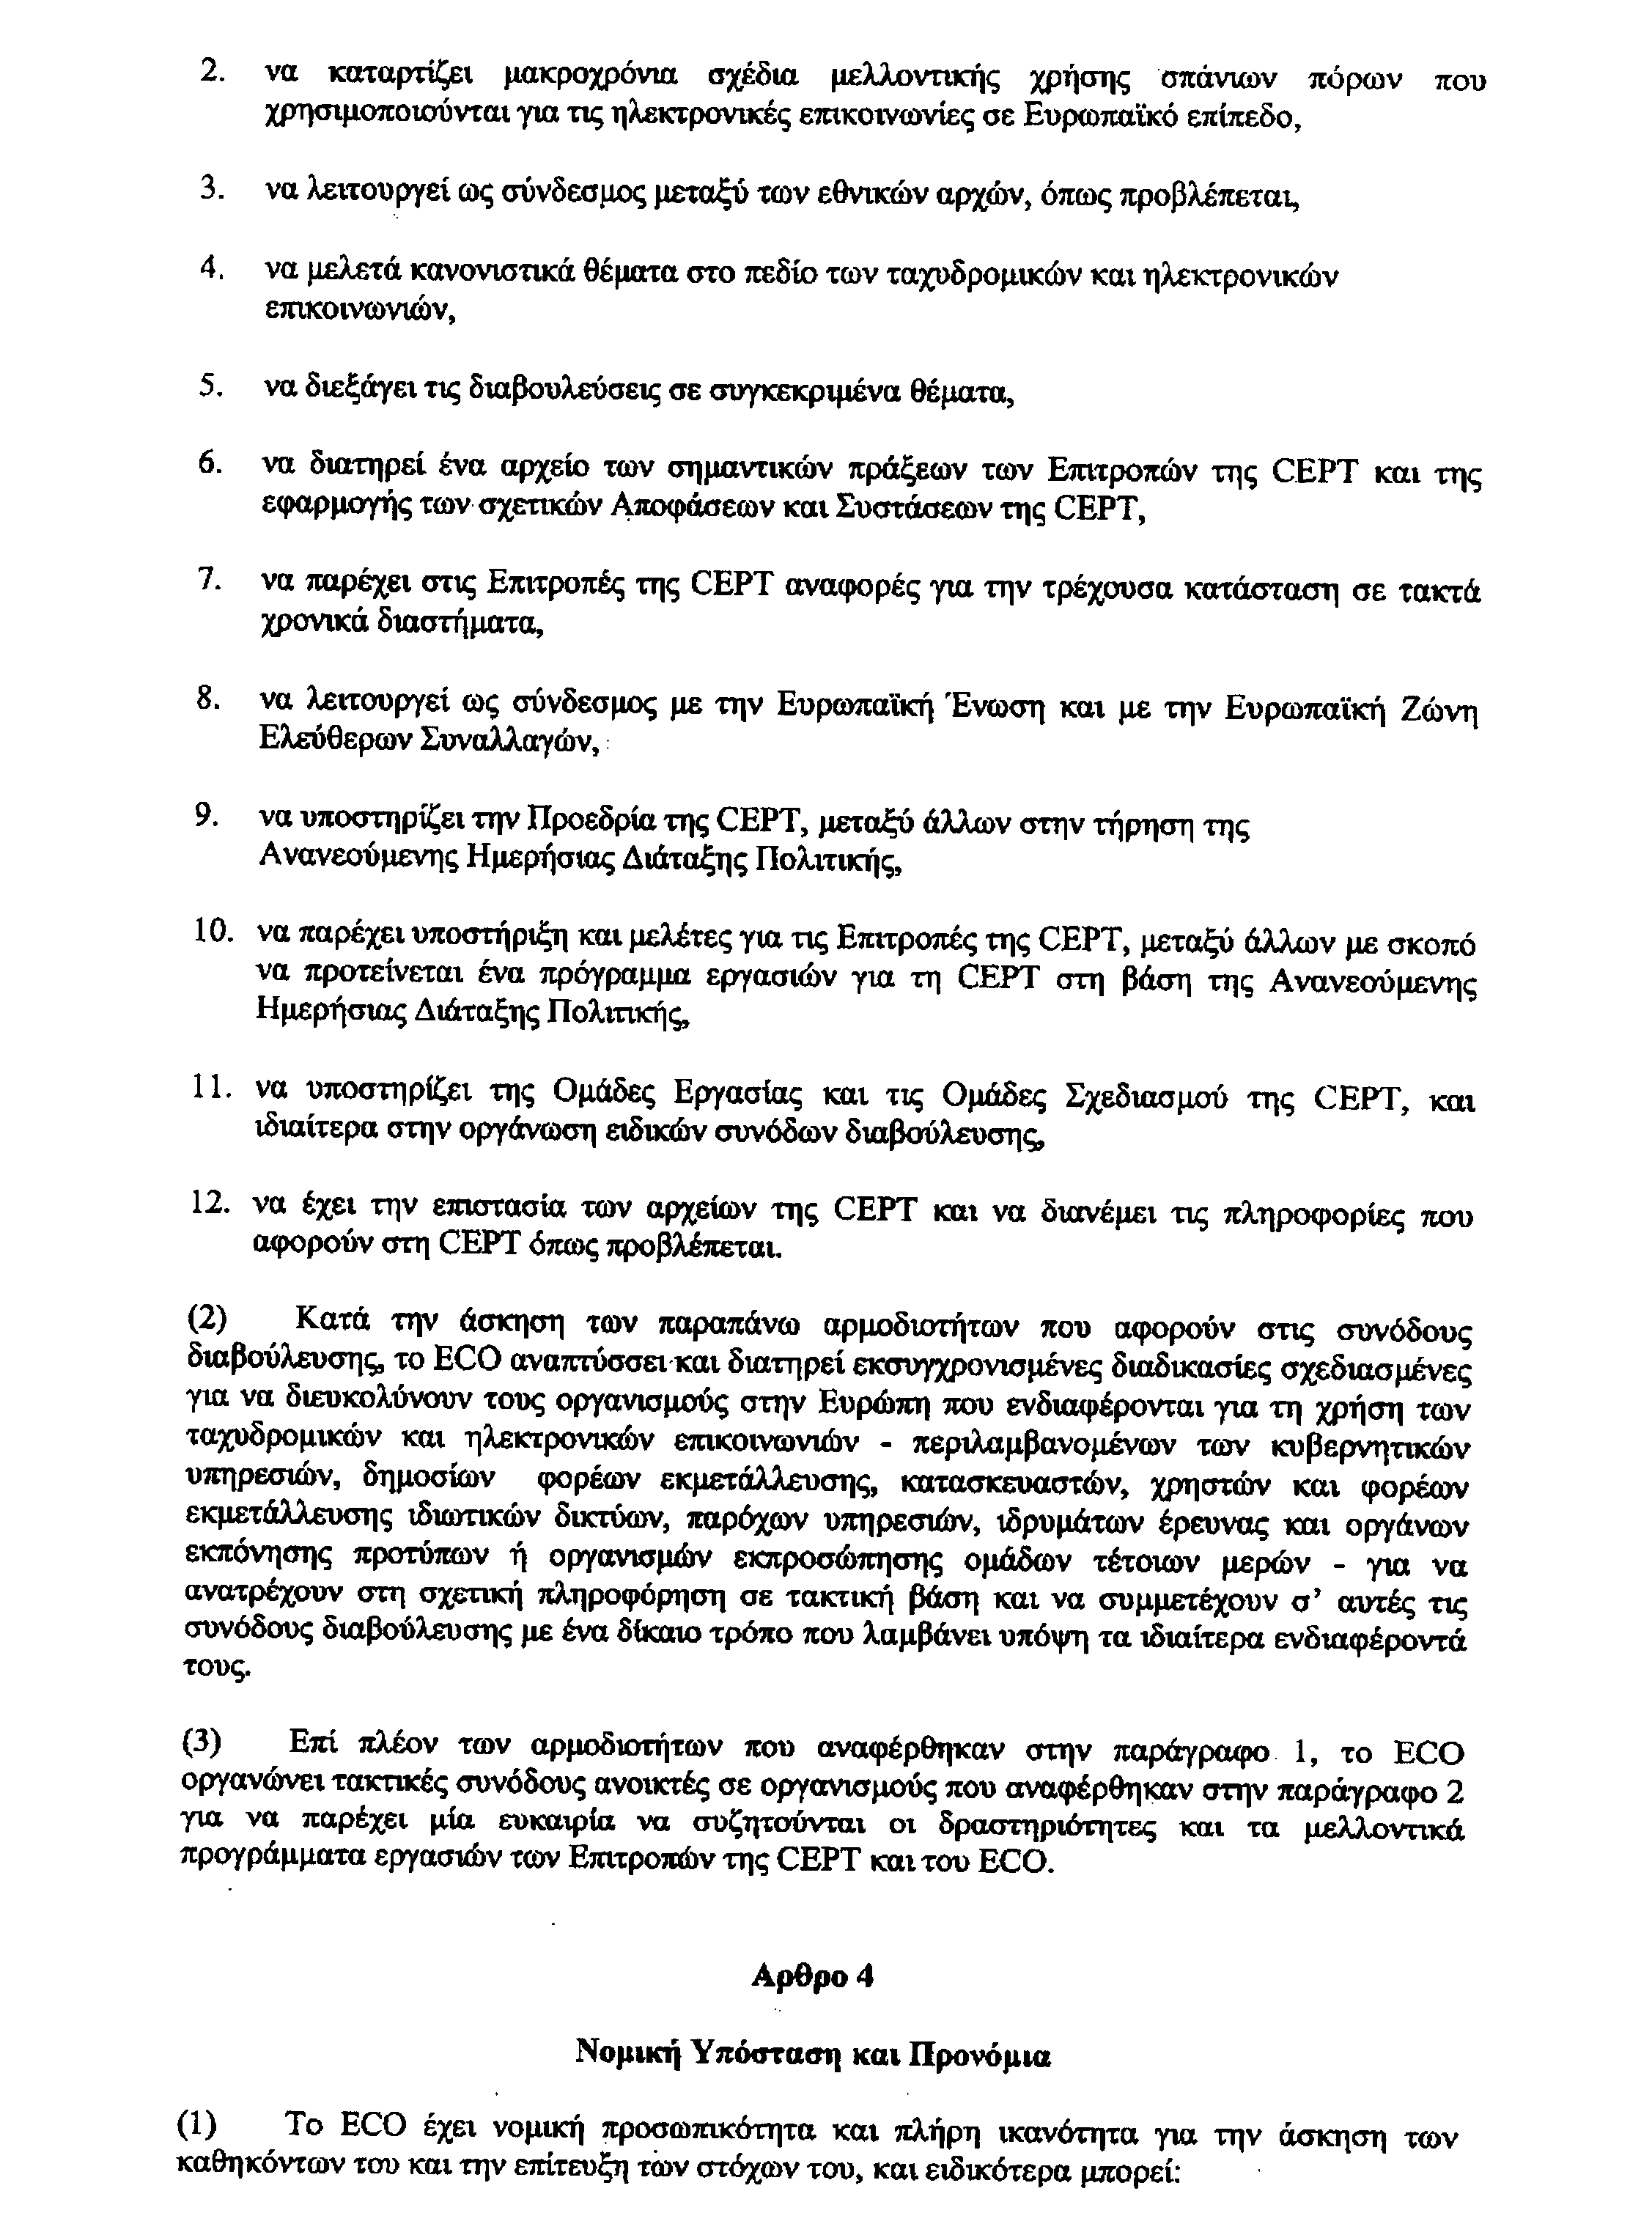 2. να καταρτίζει μακροχρόνια σχέδια μελλοντικής χρήσης σπάνιων πόρων που
χρησιμοποιούνται για τις ηλεκτρονικές επικοινωνίες σε Ευρωπαϊκό επίπεδο,
3. να λειτουργεί ως σύνδεσμος μεταξύ των εθνικών αρχών, όπως προβλέπεται,
4. να μελετά κανονιστικά θέματα στο πεδίο των ταχυδρομικών και ηλεκτρονικών
επικοινωνιών,
5. να διεξάγει τις διαβουλεύσεις σε συγκεκριμένα θέματα,
6. να διατηρεί ένα αρχείο των σημαντικών πράξεων των Επιτροπών της CEPT και της
εφαρμογής των σχετικών Αποφάσεων και Συστάσεων της CEPT,
7. να παρέχει στις Επιτροπές της CEPT αναφορές για την τρέχουσα κατάσταση σε τακτά
χρονικά διαστήματα,
8. να λειτουργεί ως σύνδεσμος με την Ευρωπαϊκή Ένωση και με την Ευρωπαϊκή Ζώνη
Ελεύθερων Συναλλαγών,
9. να υποστηρίζει την Προεδρία της CEPT, μεταξύ άλλων στην τήρηση της
Ανανεούμενης Ημερήσιας Διάταξης Πολιτικής,
10. να παρέχει υποστήριξη και μελέτες για τις Επιτροπές της CEPT, μεταξύ άλλων με σκοπό
να προτείνεται ένα πρόγραμμα εργασιών για τη CEPT στη βάση της Ανανεούμενης
Ημερήσιας Διάταξης Πολιτικής,
11. να υποστηρίζει της Ομάδες Εργασίας και τις Ομάδες Σχεδιασμού της CEPT, και
ιδιαίτερα στην οργάνωση ειδικών συνόδων διαβούλευσης,
12. να έχει την επιστασία των αρχείων της CEPT και να διανέμει τις πληροφορίες που
αφορούν στη CEPT όπως προβλέπεται.
(2) Κατά την άσκηση των παραπάνω αρμοδιοτήτων που αφορούν στις συνόδους
διαβούλευσης, το ECO αναπτύσσει και διατηρεί εκσυγχρονισμένες διαδικασίες σχεδιασμένες
για να διευκολύνουν τους οργανισμούς στην Ευρώπη που ενδιαφέρονται για τη χρήση των
ταχυδρομικών και ηλεκτρονικών επικοινωνιών - περιλαμβανομένων των κυβερνητικών
υπηρεσιών, δημοσίων φορέων εκμετάλλευσης, κατασκευαστών, χρηστών και φορέων
εκμετάλλευσης ιδιωτικών δικτύων, παρόχων υπηρεσιών, ιδρυμάτων έρευνας και οργάνων
εκπόνησης προτύπων ή οργανισμών εκπροσώπησης ομάδων τέτοιων μερών - για να
ανατρέχουν στη σχετική πληροφόρηση σε τακτική βάση και να συμμετέχουν σ’ αυτές τις
συνόδους διαβούλευσης με ένα δίκαιο τρόπο που λαμβάνει υπόψη τα ιδιαίτερα ενδιαφέροντά
τους.
(3) Επί πλέον των αρμοδιοτήτων που αναφέρθηκαν στην παράγραφο 1, το ECO
οργανώνει τακτικές συνόδους ανοικτές σε οργανισμούς που αναφέρθηκαν στην παράγραφο 2
για να παρέχει μία ευκαιρία να συζητούνται οι δραστηριότητες και τα μελλοντικά
προγράμματα εργασιών των Επιτροπών της CEPT και του ECO.
Αρθρο 4
Νομική Υπόσταση και Προνόμια
(1) Το ECO έχει νομική προσωπικότητα και πλήρη ικανότητα για την άσκηση των
καθηκόντων του και την επίτευξη των στόχων του, και ειδικότερα μπορεί: